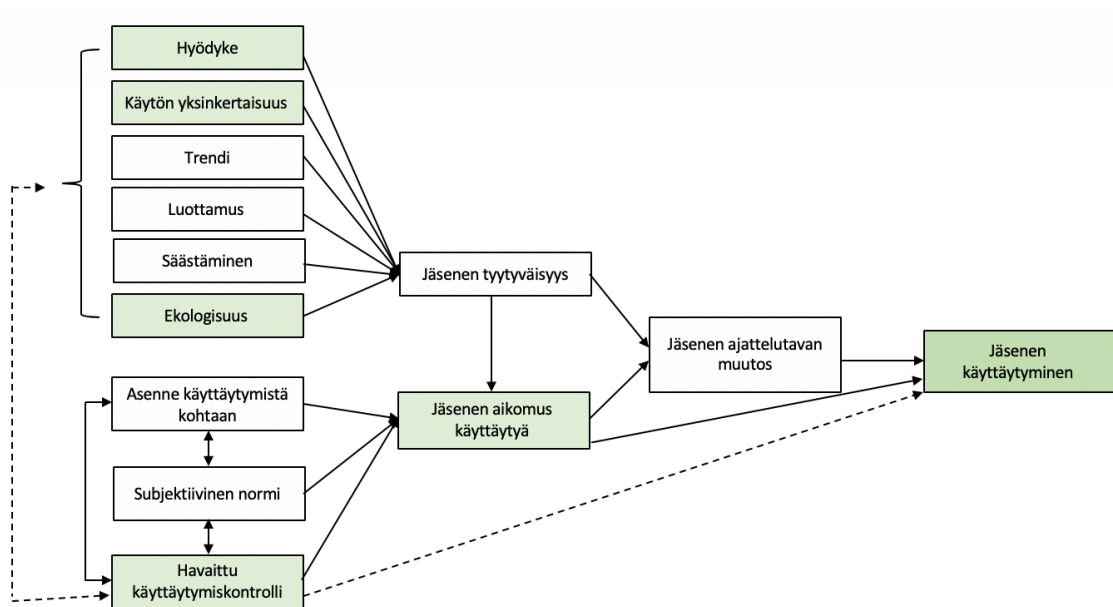 Hyödyke
Käytön yksinkertaisuus
Trendi
Luottamus
Säästäminen
Ekologisuus
Jäsenen tyytyväisyys
Asenne käyttäytymistä
kohtaan
Subjektiivinen normi
Havaittu
käyttäytymiskontrolli
Jäsenen aikomus
käyttäytyä
Jäsenen ajattelutavan
muutos
Jäsenen
käyttäytyminen